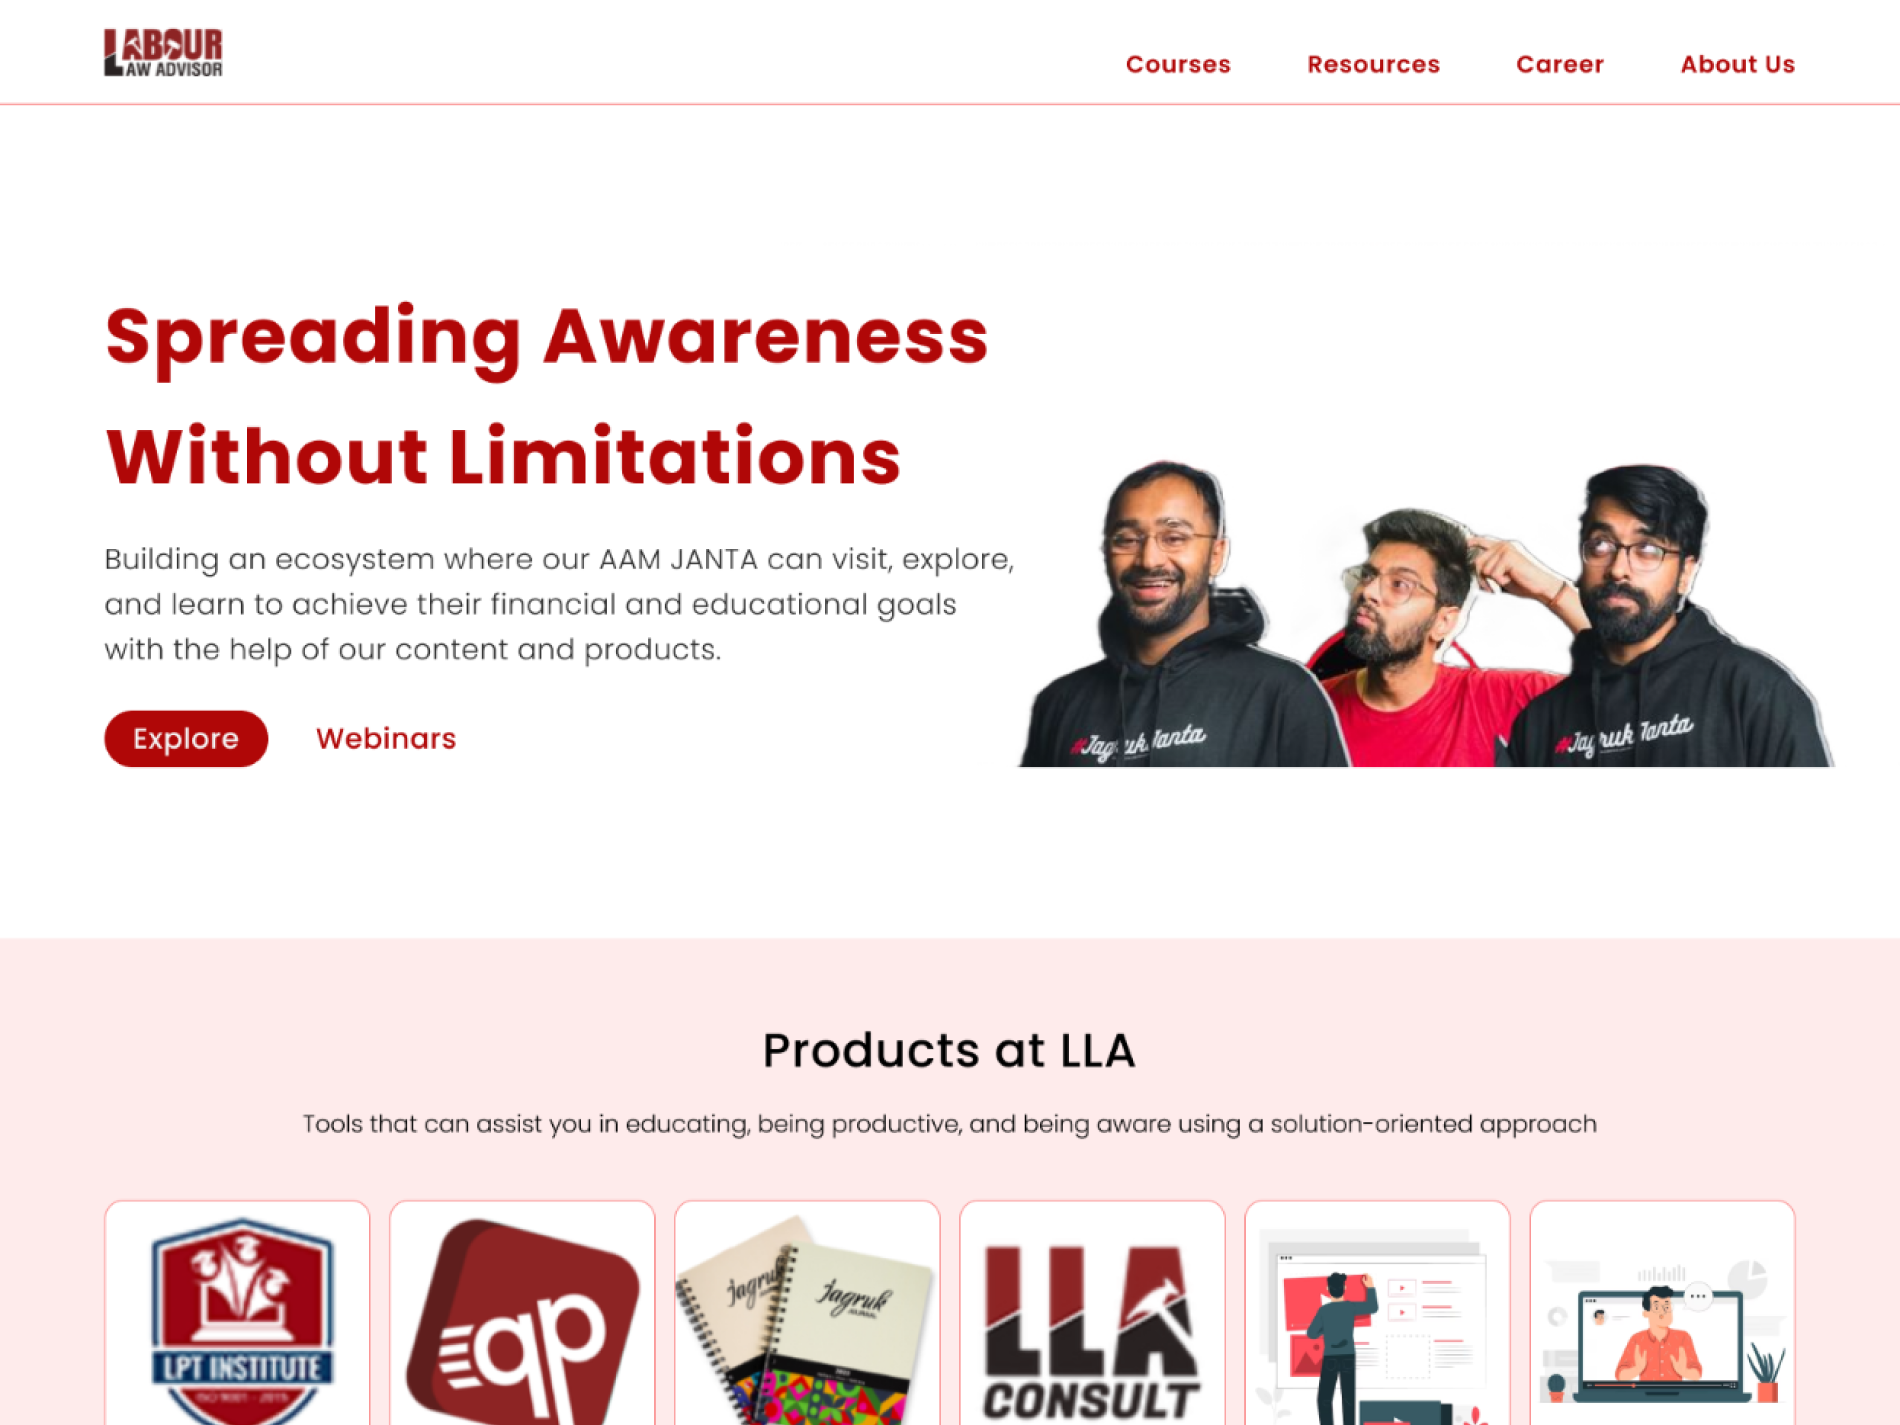 LABOUR
LAW ADVISOR
Courses
Resources
Career
About Us
Spreading Awareness
Without Limitations
Building an ecosystem where our AAM JANTA can visit, explore,
and learn to achieve their financial and educational goals
with the help of our content and products.
Explore
Webinars
#Jagruk Janta
#Jagruk Janta
Products at LLA
Tools that can assist you in educating, being productive, and being aware using a solution-oriented approach
LPT INSTITUTE
ISO 9001 - 2015
qp
Jagruk
Jagruk
JOURNAL
LLA
CONSULT